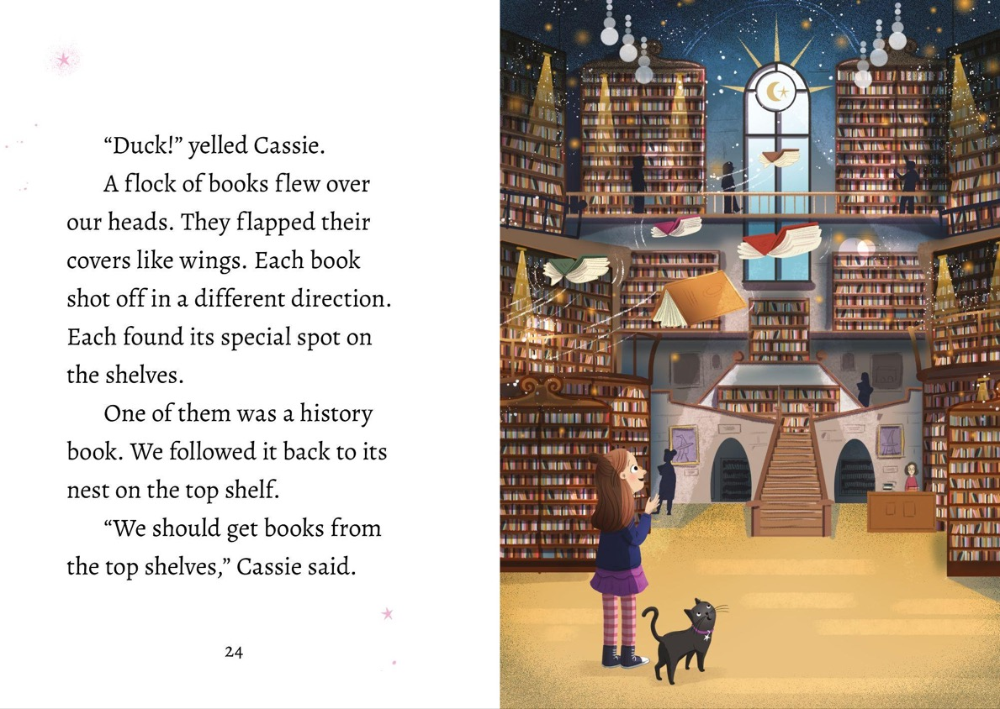 “Duck!” yelled Cassie.
A flock of books flew over
our heads. They flapped their
covers like wings. Each book
shot off in a different direction.
Each found its special spot on
the shelves.
One of them was a history
book. We followed it back to its
nest on the top shelf.
“We should get books from
the top shelves,” Cassie said.
24